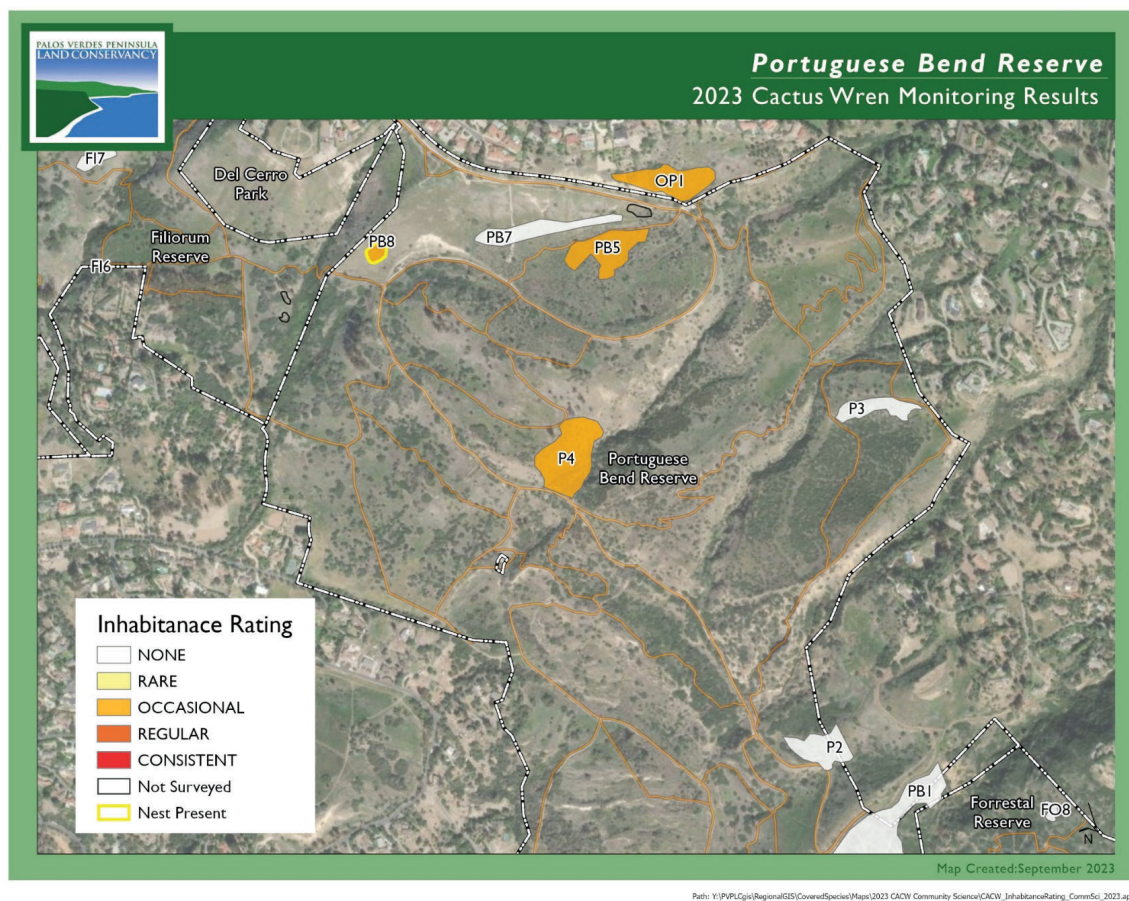 PALOS VERDES PENINSULA
LAND CONSERVANCY
Portuguese Bend Reserve
2023 Cactus Wren Monitoring Results
FI7
Del Cerro
Park
OP1
Filiorum
Reserve
PB8
PB7
PB5
FI6
P3
P4
Portuguese
Bend Reserve
Inhabitanace Rating
NONE
RARE
OCCASIONAL
REGULAR
CONSISTENT
Not Surveyed
Nest Present
P2
PB1
Forrestal
Reserve
FO8
N
Map Created:September 2023
Path: Y:\PVPLCgis\RegionalGIS\CoveredSpecies\Maps\2023 CACW Community Science\CACW_InhabitanceRating_CommSci_2023.ap